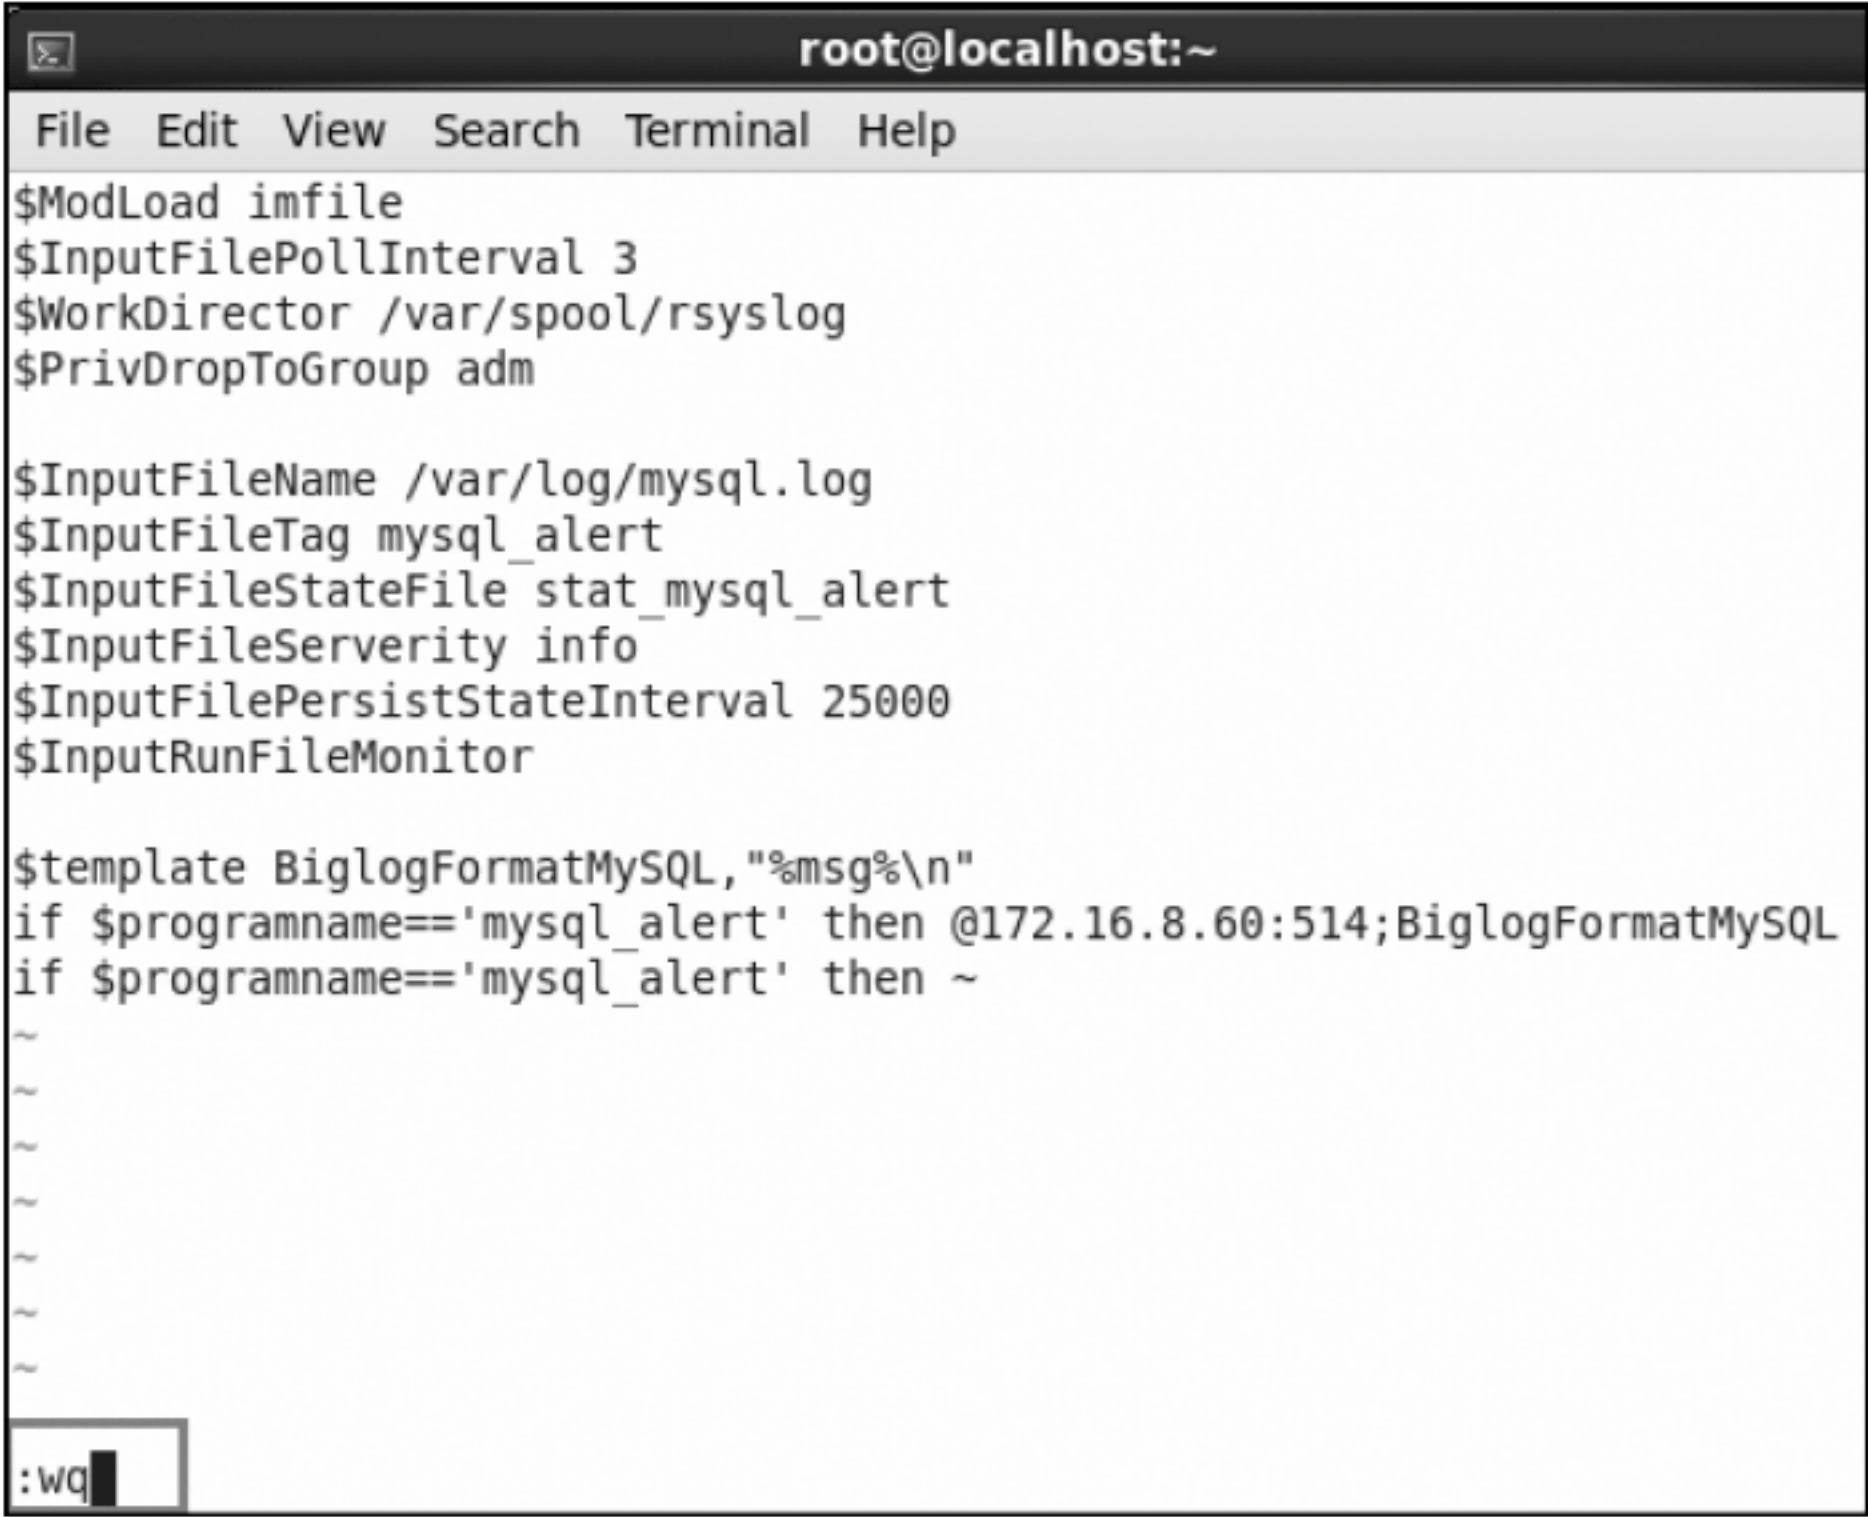 root@localhost:~
File Edit View Search Terminal Help
$ModLoad imfile
$InputFilePollInterval 3
$WorkDirector /var/spool/rsyslog
$PrivDropToGroup adm
$InputFileName /var/log/mysql.log
$InputFileTag mysql_alert
$InputFileStateFile stat_mysql_alert
$InputFileServerity info
$InputFilePersistStateInterval 25000
$InputRunFileMonitor
$template BiglogFormatMySQL,"%msg%\n"
if $programname=='mysql_alert' then @172.16.8.60:514;BiglogFormatMySQL
if $programname=='mysql_alert' then ~
~
~
~
~
~
~
~
:wq